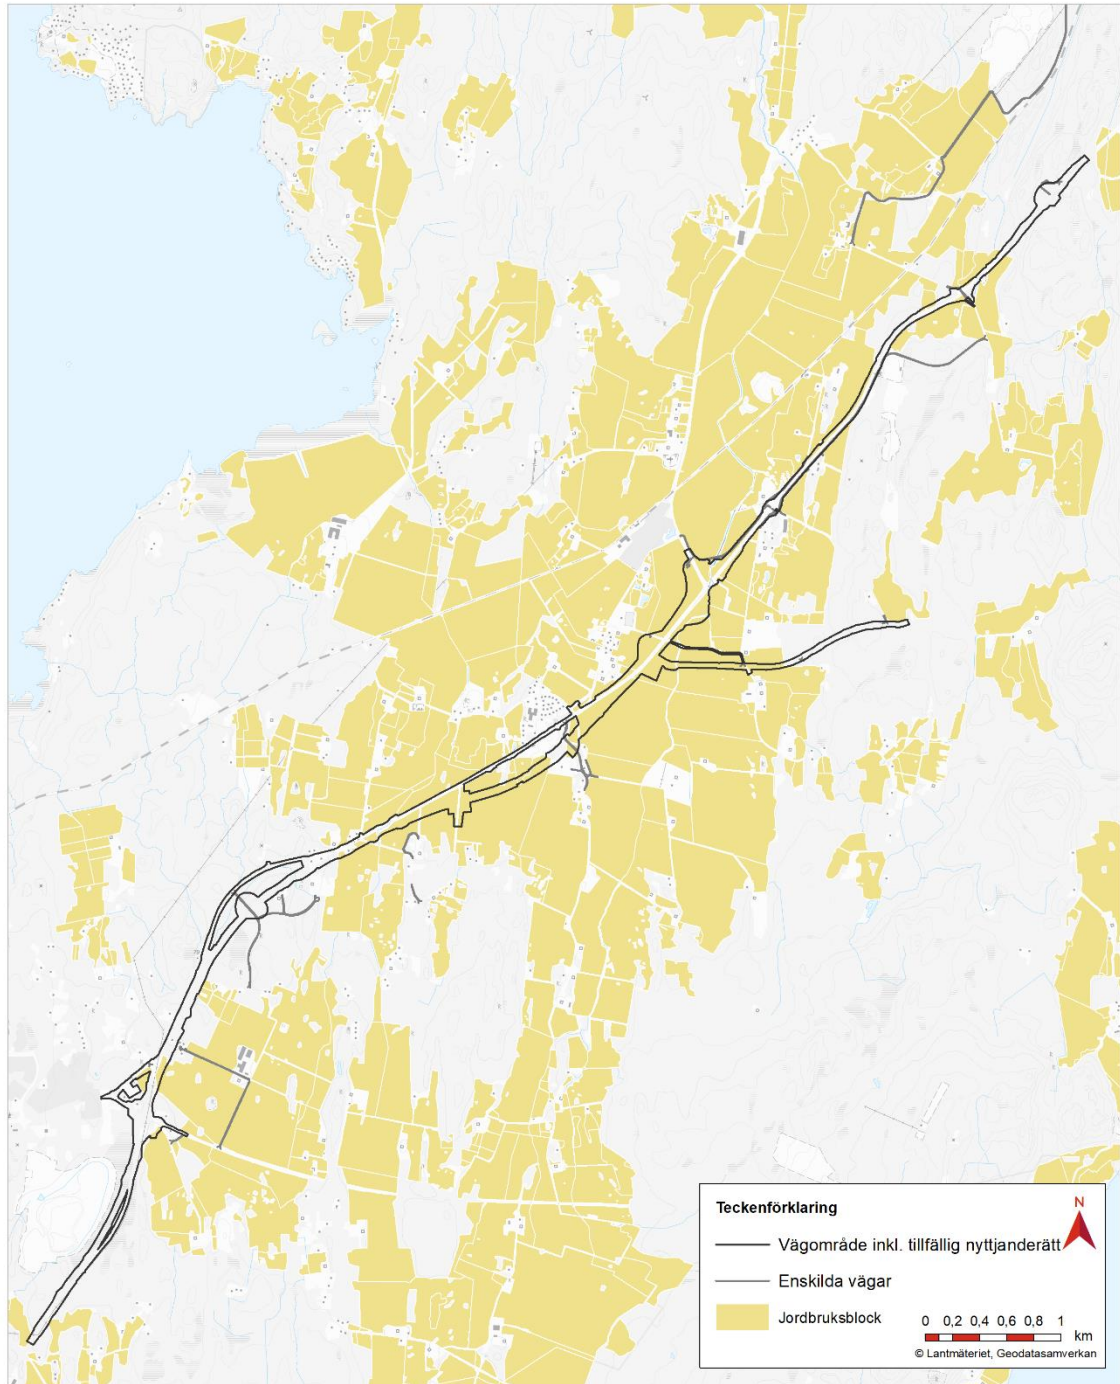 Teckenförklaring
N
Vägområde inkl. tillfällig nyttjanderätt
Enskilda vägar
Jordbruksblock
0 0,2 0,4 0,6 0,8 1
km
© Lantmäteriet, Geodatasamverkan